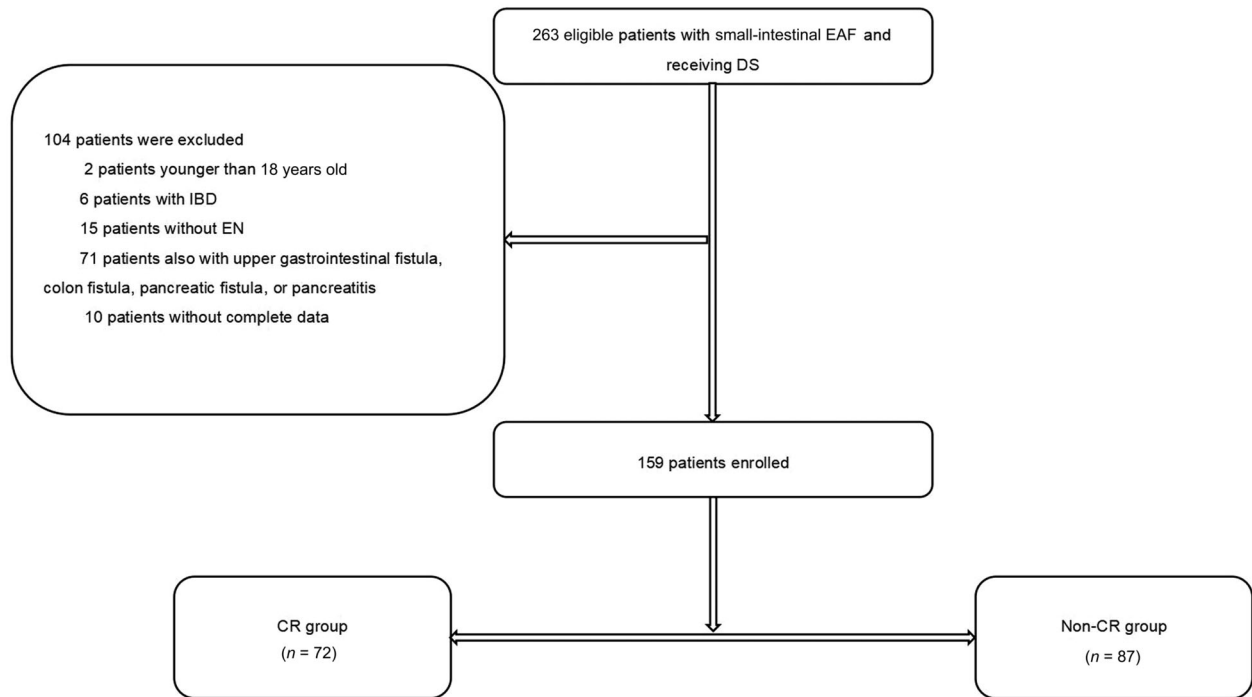 263 eligible patients with small-intestinal EAF and
receiving DS
104 patients were excluded
2 patients younger than 18 years old
6 patients with IBD
15 patients without EN
71 patients also with upper gastrointestinal fistula,
colon fistula, pancreatic fistula, or pancreatitis
10 patients without complete data
159 patients enrolled
CR group
(n = 72)
Non-CR group
(n = 87)